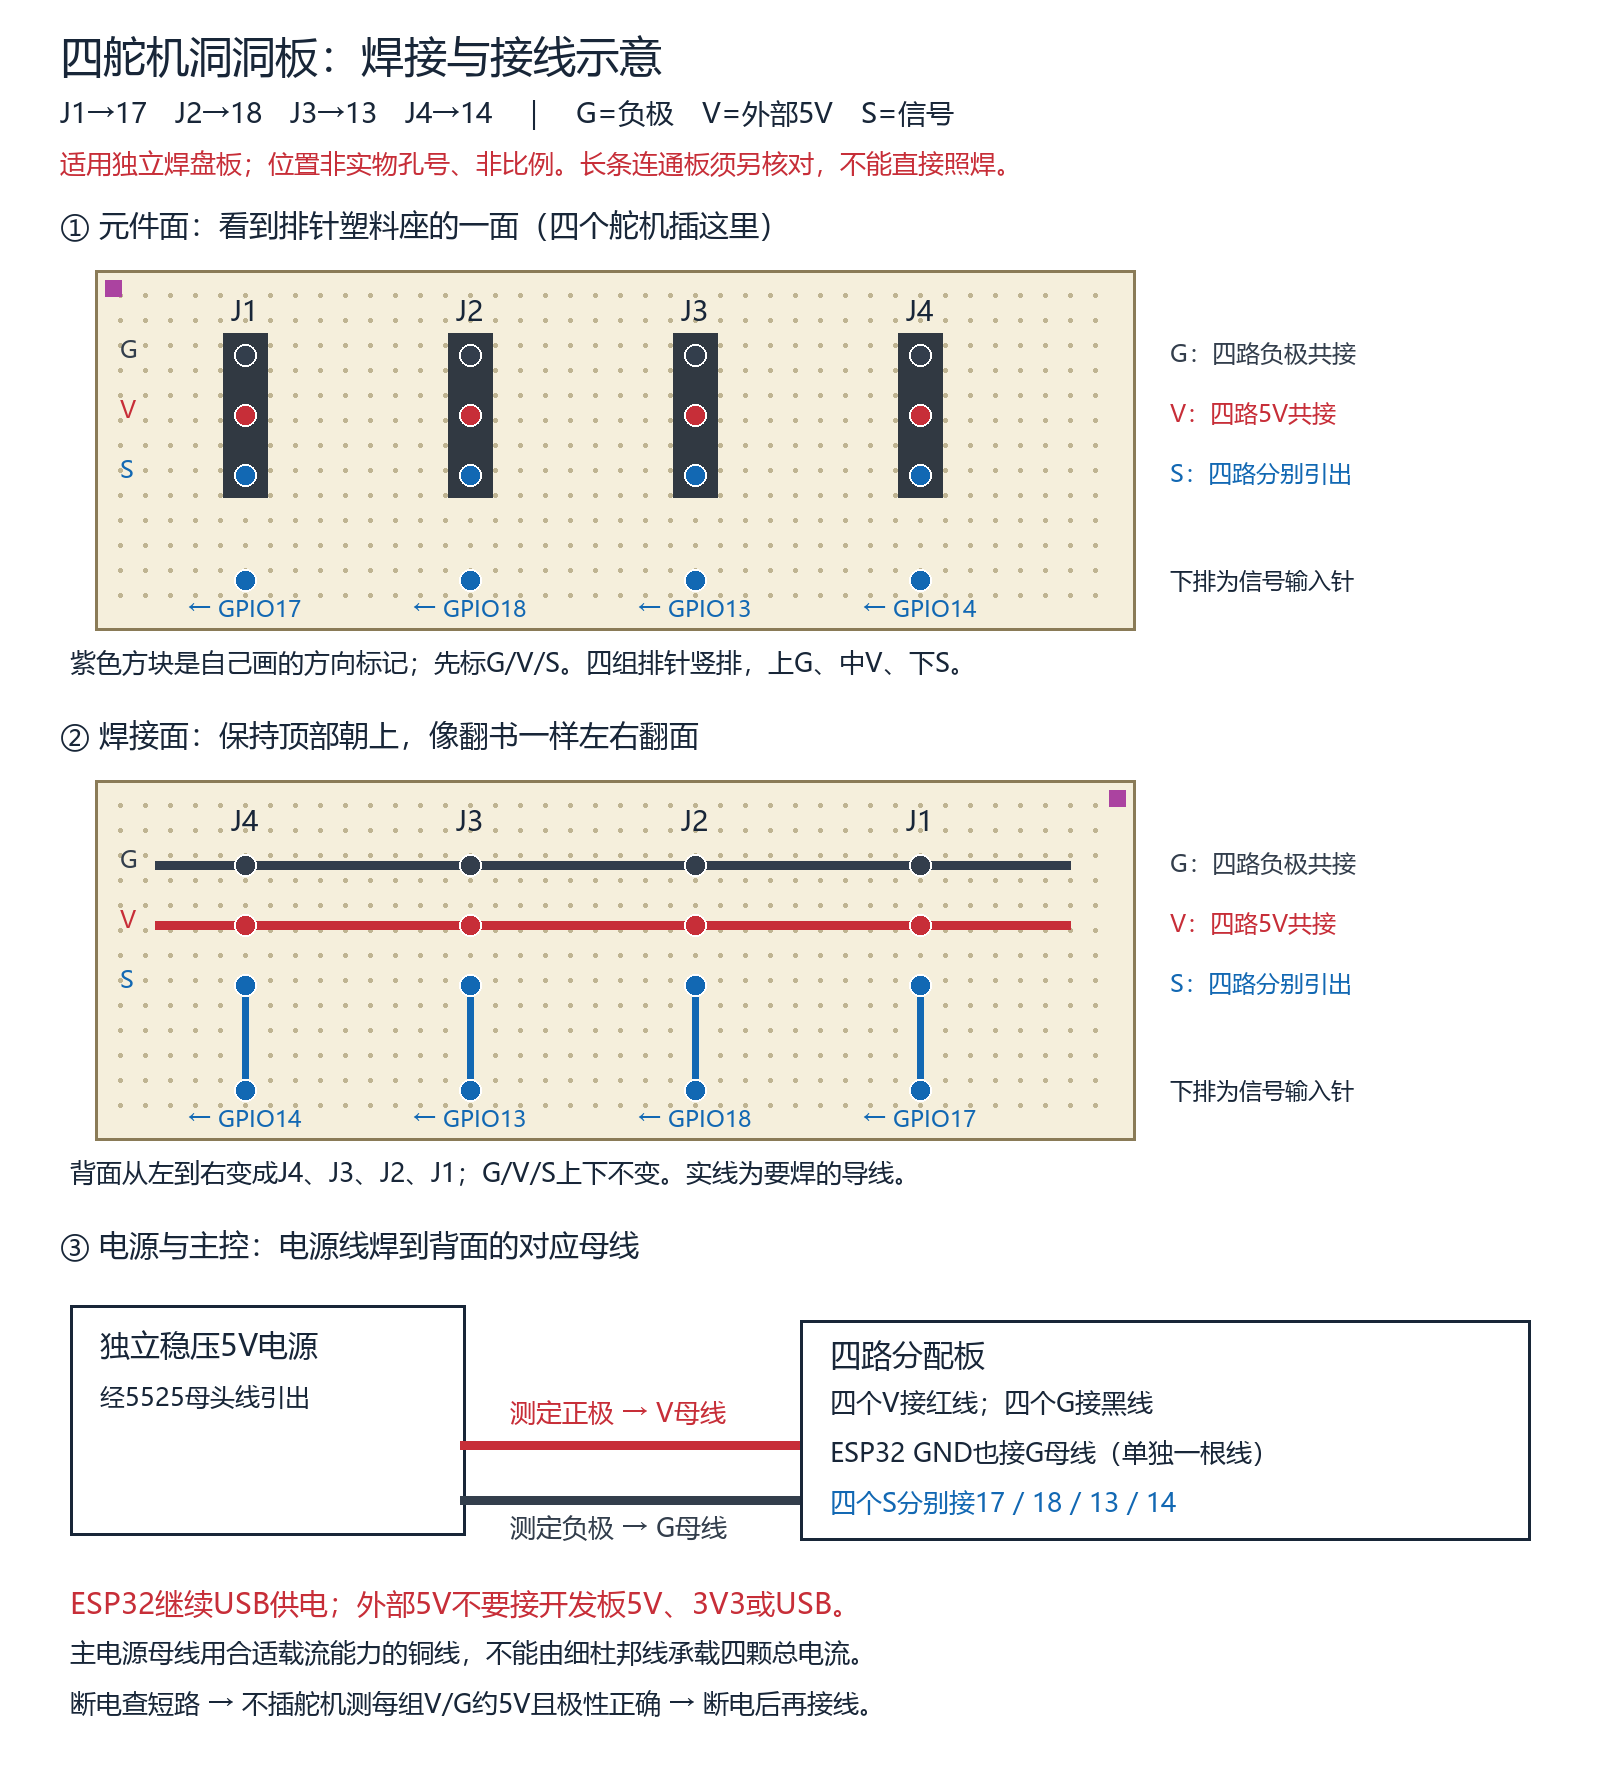 四舵机洞洞板：焊接与接线示意
J1→17 J2→18 J3→13 J4→14 | G=负极 V=外部5V S=信号
适用独立焊盘板；位置非实物孔号、非比例。长条连通板须另核对，不能直接照焊。
① 元件面：看到排针塑料座的一面（四个舵机插这里）
J1 J2 J3 J4
G
G：四路负极共接
V
V：四路5V共接
S
S：四路分别引出
下排为信号输入针
← GPIO17 ← GPIO18 ← GPIO13 ← GPIO14
紫色方块是自己画的方向标记；先标G/V/S。四组排针竖排，上G、中V、下S。
② 焊接面：保持顶部朝上，像翻书一样左右翻面
J4 J3 J2 J1
G
G：四路负极共接
V
V：四路5V共接
S
S：四路分别引出
下排为信号输入针
← GPIO14 ← GPIO13 ← GPIO18 ← GPIO17
背面从左到右变成J4、J3、J2、J1；G/V/S上下不变。实线为要焊的导线。
③ 电源与主控：电源线焊到背面的对应母线
独立稳压5V电源
经5525母头线引出
测定正极 → V母线
测定负极 → G母线
四路分配板
四个V接红线；四个G接黑线
ESP32 GND也接G母线（单独一根线）
四个S分别接17 / 18 / 13 / 14
ESP32继续USB供电；外部5V不要接开发板5V、3V3或USB。
主电源母线用合适载流能力的铜线，不能由细杜邦线承载四颗总电流。
断电查短路 → 不插舵机测每组V/G约5V且极性正确 → 断电后再接线。